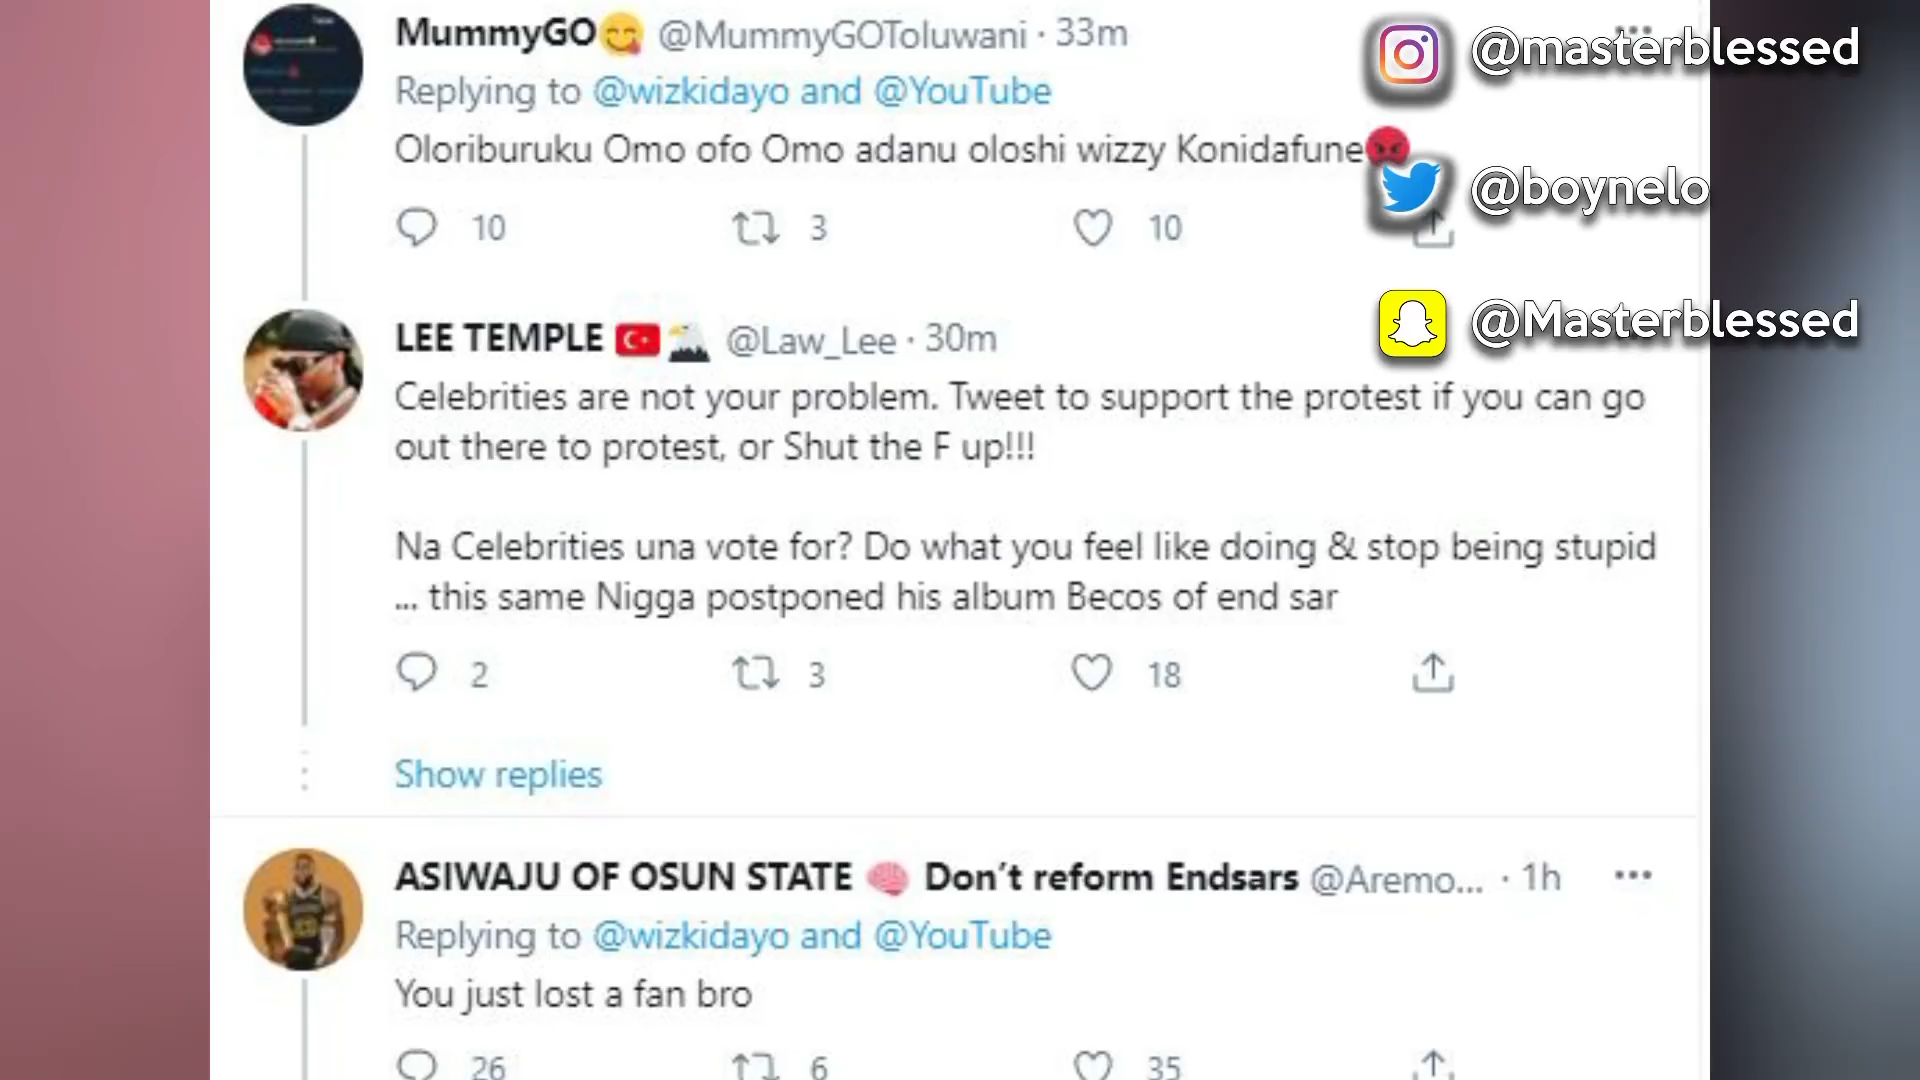 MummyGO😋 @MummyGOToluwani · 33m
Replying to @wizkidayo and @YouTube
Oloriburuku Omo ofo Omo adanu oloshi wizzy Konidafune😡
10 3 10
LEE TEMPLE 🇹🇷 @Law_Lee · 30m
Celebrities are not your problem. Tweet to support the protest if you can go
out there to protest, or Shut the F up!!!
Na Celebrities una vote for? Do what you feel like doing & stop being stupid
... this same Nigga postponed his album Becos of end sar
2 3 18
Show replies
ASIWAJU OF OSUN STATE 🧠 Don't reform Endsars @Aremo... · 1h
Replying to @wizkidayo and @YouTube
You just lost a fan bro
26 6 35
@masterblessed
@boynelo
@Masterblessed